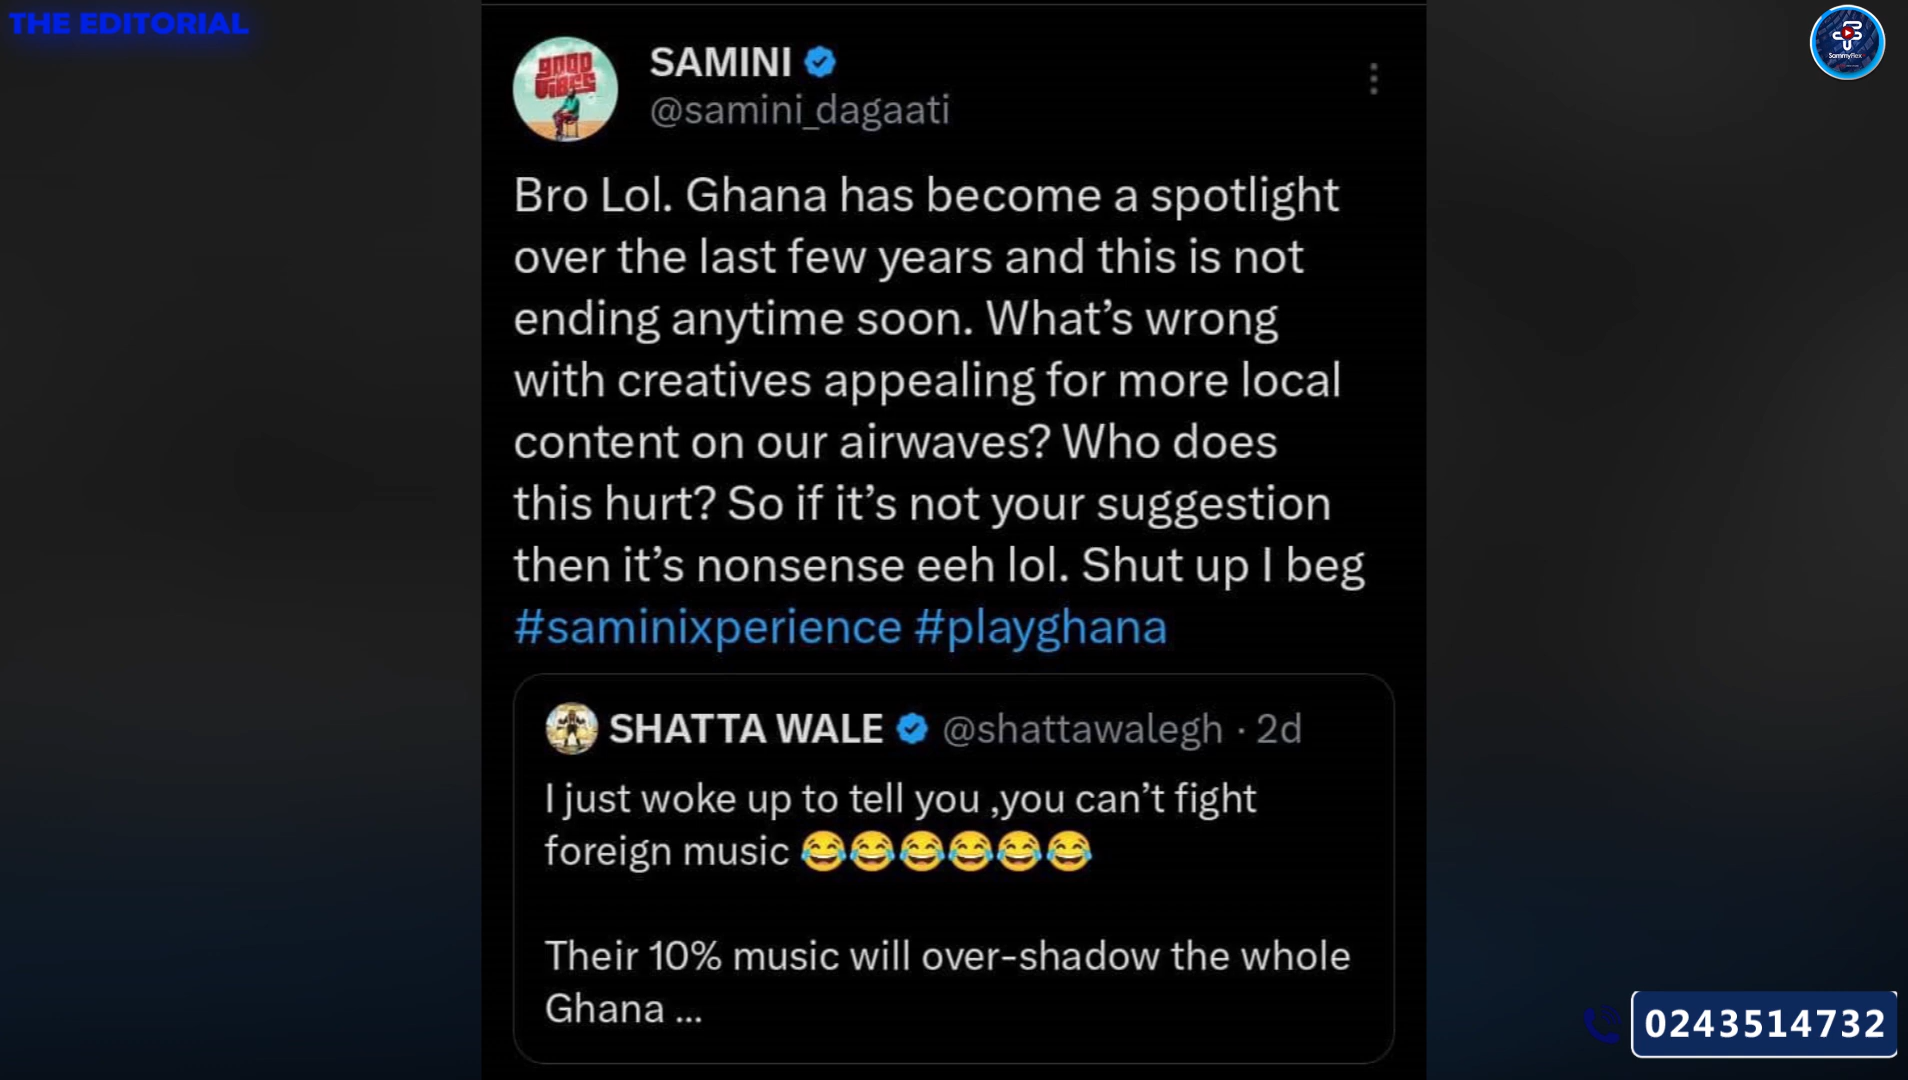 THE EDITORIAL
SAMINI
@samini_dagaati
Bro Lol. Ghana has become a spotlight
over the last few years and this is not
ending anytime soon. What’s wrong
with creatives appealing for more local
content on our airwaves? Who does
this hurt? So if it’s not your suggestion
then it’s nonsense eeh lol. Shut up I beg
#saminixperience #playghana
SHATTA WALE @shattawalegh · 2d
I just woke up to tell you ,you can’t fight
foreign music 😂😂😂😂😂😂
Their 10% music will over-shadow the whole
Ghana ...
GOOD
VIBES
SammyFlex
0243514732